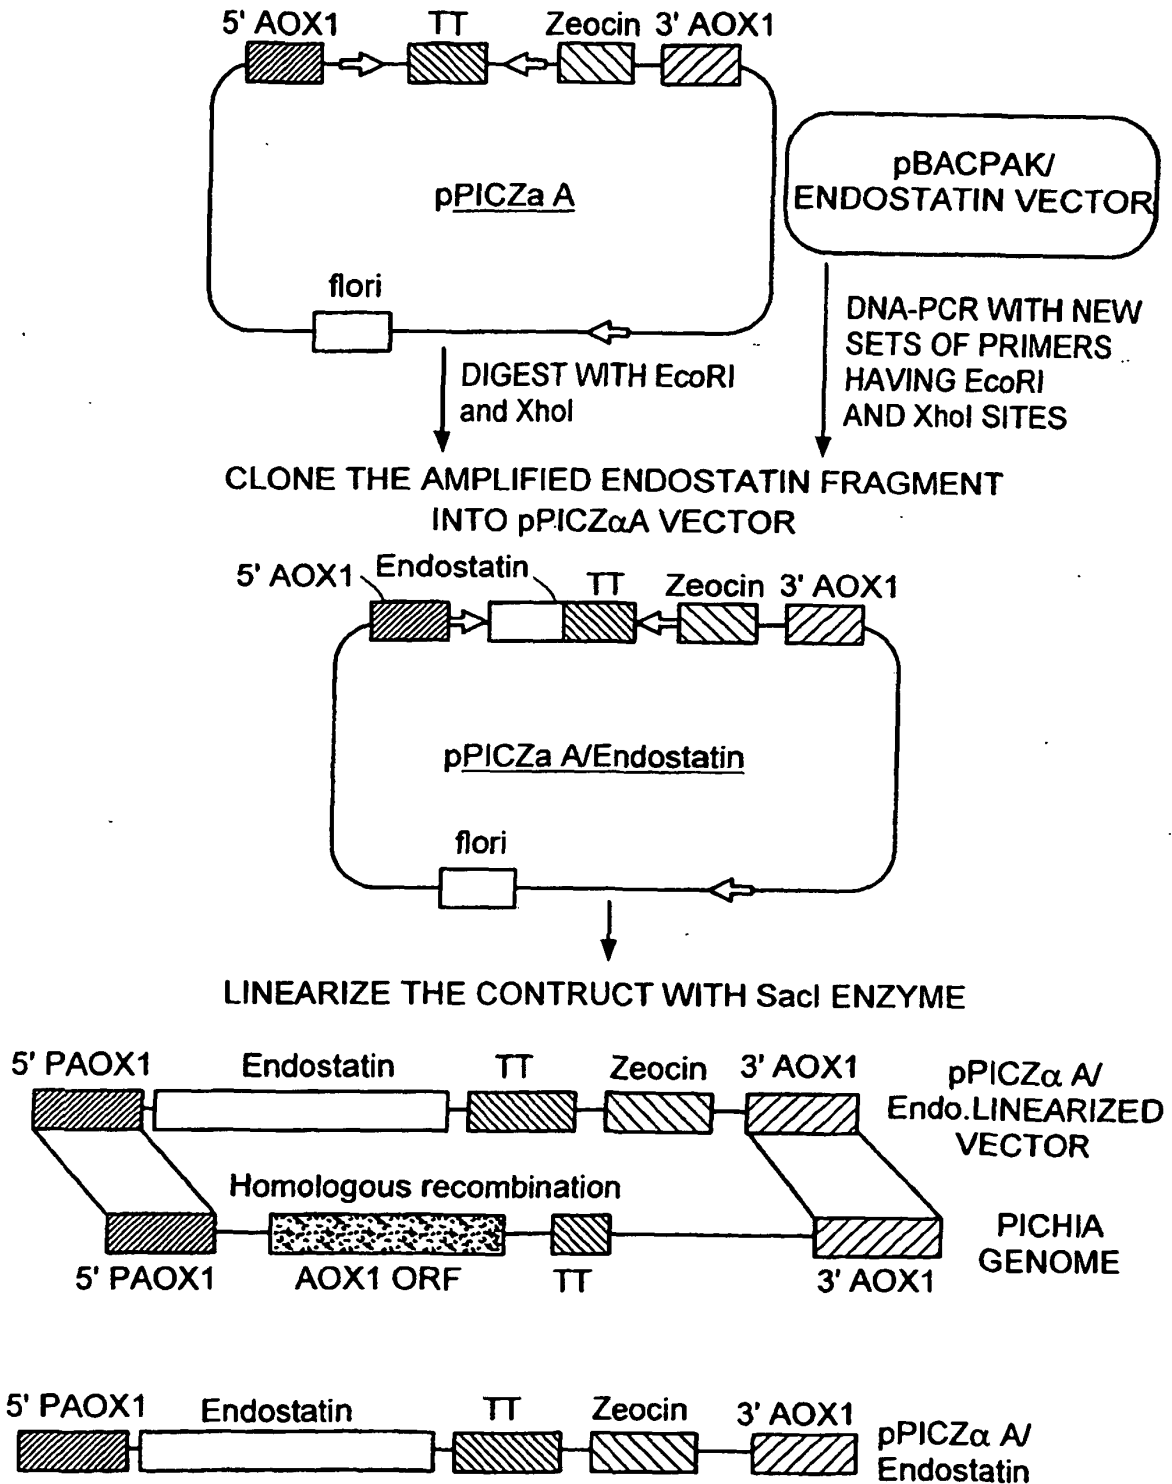 5' AOX1 TT Zeocin 3' AOX1
pPICZa A
pBACPAK/
ENDOSTATIN VECTOR
flori
DIGEST WITH EcoRI
and XhoI
DNA-PCR WITH NEW
SETS OF PRIMERS
HAVING EcoRI
AND XhoI SITES
CLONE THE AMPLIFIED ENDOSTATIN FRAGMENT
INTO pPICZαA VECTOR
5' AOX1 Endostatin TT Zeocin 3' AOX1
pPICZa A/Endostatin
flori
LINEARIZE THE CONTRUCT WITH SacI ENZYME
5' PAOX1 Endostatin TT Zeocin 3' AOX1
pPICZα A/
Endo.LINEARIZED
VECTOR
Homologous recombination
PICHIA
GENOME
5' PAOX1 AOX1 ORF TT 3' AOX1
5' PAOX1 Endostatin TT Zeocin 3' AOX1
pPICZα A/
Endostatin